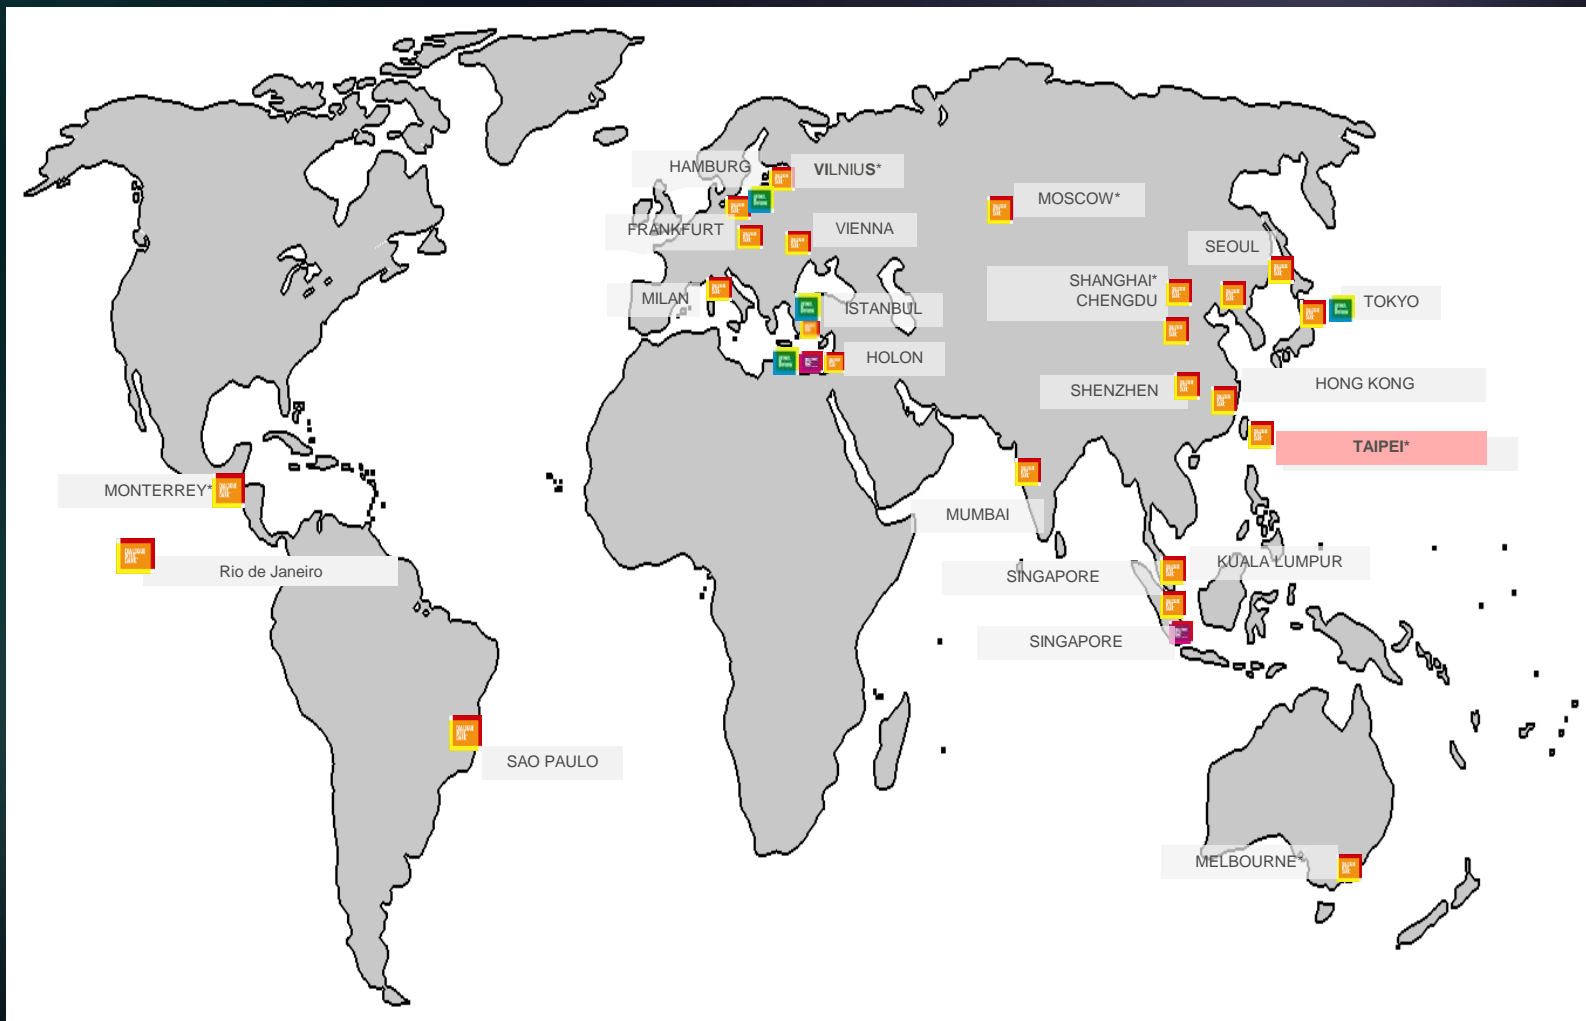 HAMBURG
VILNIUS*
MOSCOW*
FRANKFURT
VIENNA
SEOUL
MILAN
ISTANBUL
SHANGHAI*
CHENGDU
TOKYO
HOLON
SHENZHEN
HONG KONG
TAIPEI*
MONTERREY*
MUMBAI
Rio de Janeiro
SINGAPORE
KUALA LUMPUR
SINGAPORE
SAO PAULO
MELBOURNE*